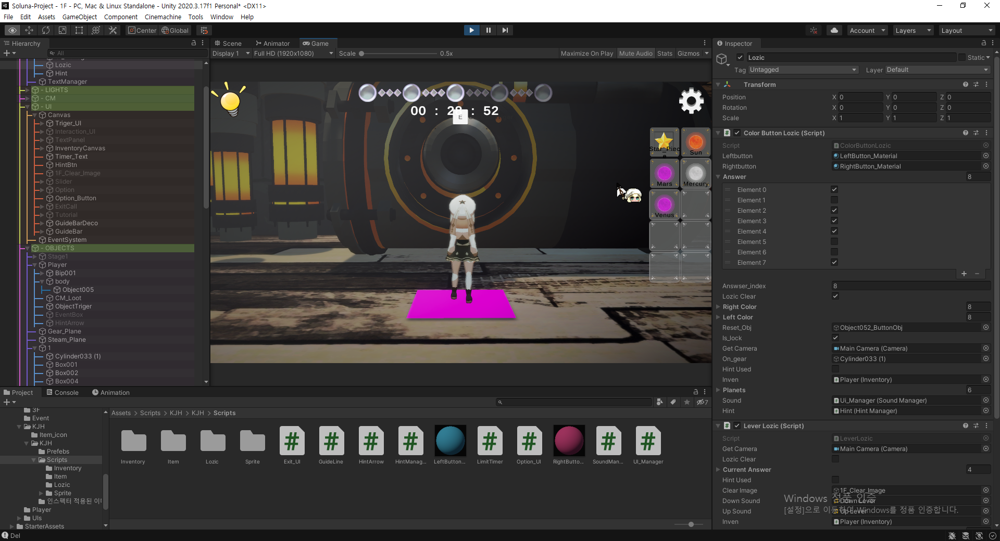 Soluna-Project - 1F - PC, Mac & Linux Standalone - Unity 2020.3.17f1 Personal* <DX11>
File Edit Assets GameObject Component Cinemachine Tools Window Help
Center Global Account Layers Layout
Hierarchy
All
Lozic
Hint
TextManager
- LIGHTS
- CM
- UI
Canvas
Triger_UI
Interaction_UI
TextPanel
InventoryCanvas
Timer_Text
HintBtn
1F_Clear_Image
Slider
Option
Option_Button
ExitCall
Tutorial
GuideBarDeco
GuideBar
EventSystem
- OBJECTS
Stage1
Player
Bip001
body
Object005
CM_Loot
ObjectTriger
EventBox
HintArrow
Gear_Plane
Steam_Plane
1
Cylinder033 (1)
Box001
Box002
Box004
Scene Animator Game
Display 1 Full HD (1920x1080) Scale 0.5x Maximize On Play Mute Audio Stats Gizmos
00 : 28 : 52
E
Star_Piece
Sun
Mars
Mercury
Venus
Inspector
Lozic Static
Tag Untagged Layer Default
Transform
Position X 0 Y 0 Z 0
Rotation X 0 Y 0 Z 0
Scale X 1 Y 1 Z 1
Color Button Lozic (Script)
Script ColorButtonLozic
Leftbutton LeftButton_Material
Rightbutton RightButton_Material
Answer 8
Element 0
Element 1
Element 2
Element 3
Element 4
Element 5
Element 6
Element 7
Answser_index 8
Lozic Clear
Right Color 8
Left Color 8
Reset_Obj Object052_ButtonObj
Is_lock
Get Camera Main Camera (Camera)
On_gear Cylinder033 (1)
Hint Used
Inven Player (Inventory)
Planets 6
Sound Ui_Manager (Sound Manager)
Hint Hint (Hint Manager)
Lever Lozic (Script)
Script LeverLozic
Get Camera Main Camera (Camera)
Lozic Clear
Current Answer 4
Hint Used
Clear Image 1F_Clear_Image
Down Sound Down Lever
Up Sound Up Lever
Inven Player (Inventory)
Windows 정품 인증
[설정]으로 이동하여 Windows를 정품 인증합니다.
Project Console Animation
7
3F
Event
KJH
Item_icon
KJH
Prefebs
Scripts
Inventory
Item
Lozic
Sprite
인스펙터 적용된 이
Player
UIs
StarterAssets
Assets > Scripts > KJH > KJH > Scripts
Inventory Item Lozic Sprite Exit_UI GuideLine HintArrow HintManag... LeftButton... LimitTimer Option_UI RightButto... SoundMan... UI_Manager
Del